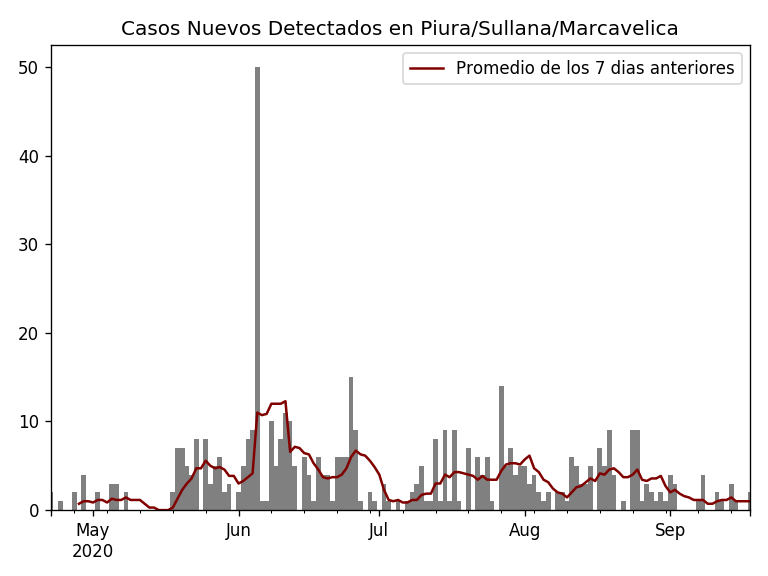 Casos Nuevos Detectados en Piura/Sullana/Marcavelica
Promedio de los 7 dias anteriores
50
40
30
20
10
0
May Jun Jul Aug Sep
2020